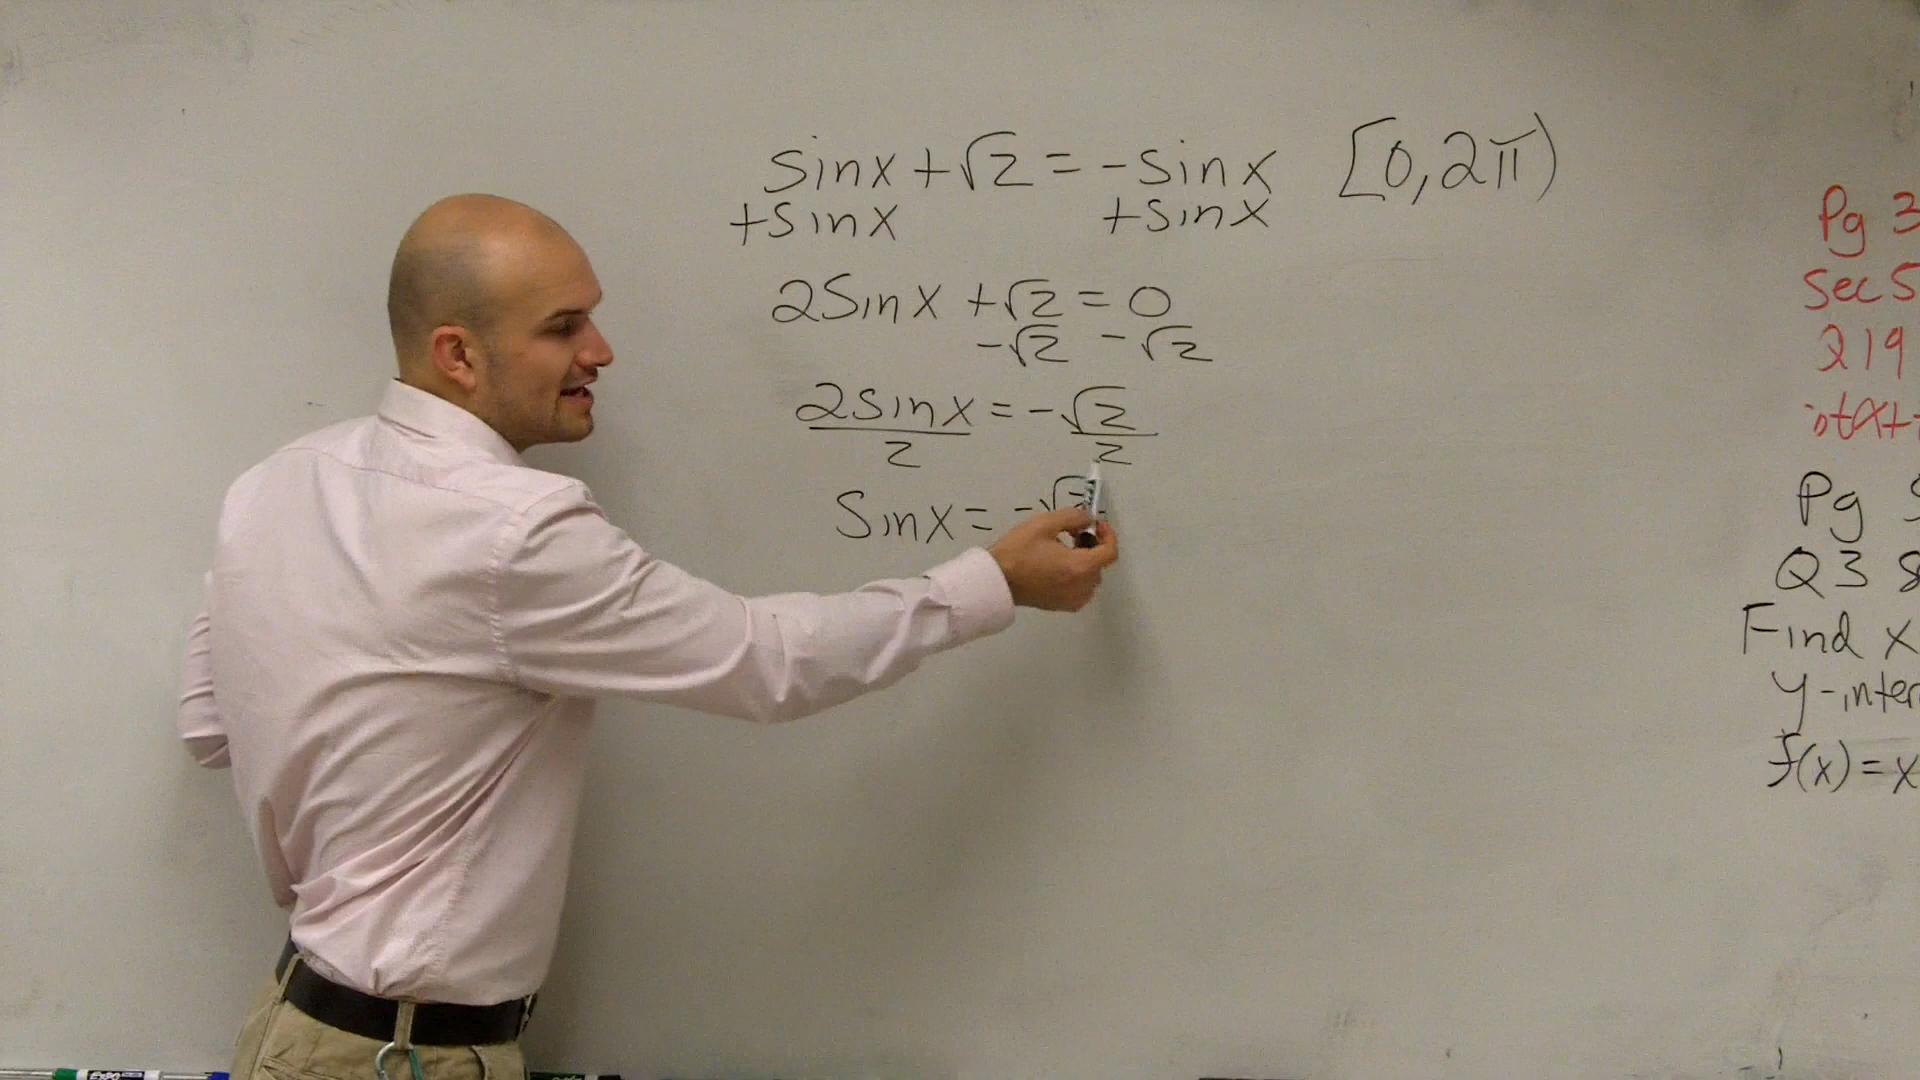 sinx+√2=-sinx [0,2π)
+sinx +sinx
2sinx+√2=0
-√2 -√2
2sinx=-√2
2 2
sinx=-√
Pg 3
Sec 5
219
Pg
Q3
Find x
y-inter
f(x)=x
EXPO